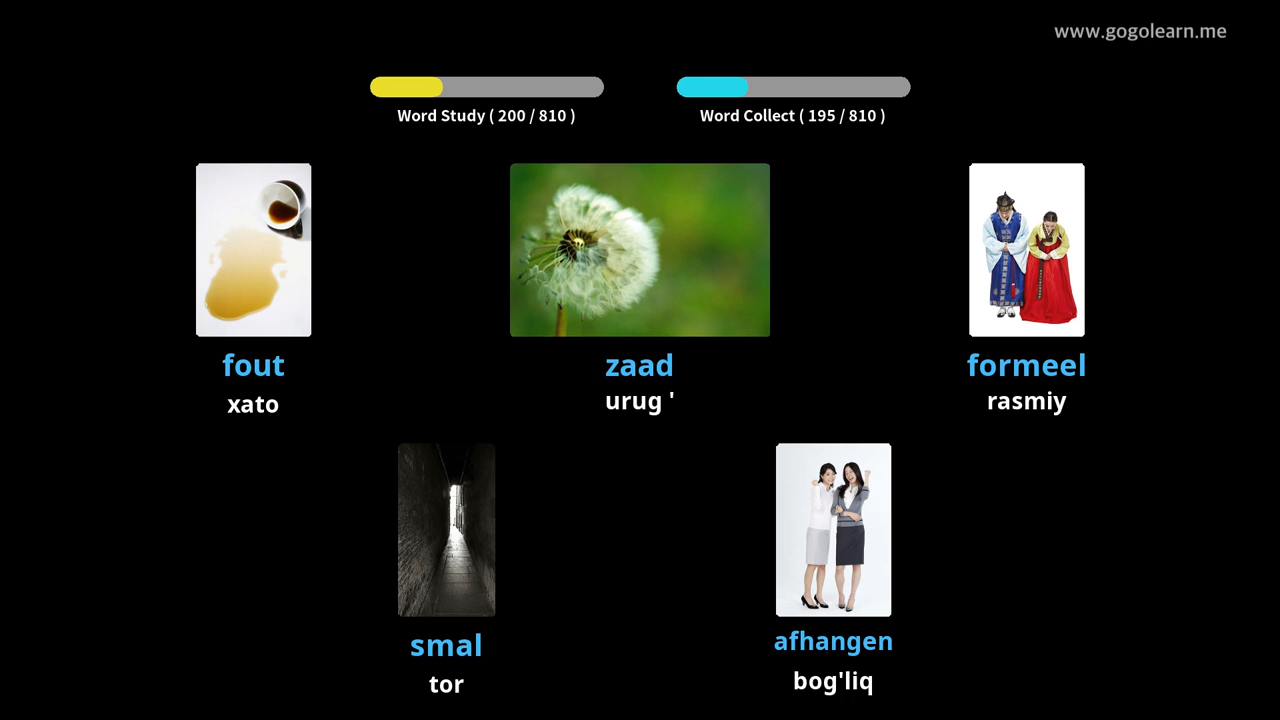 www.gogolearn.me
Word Study ( 200 / 810 )
Word Collect ( 195 / 810 )
fout
xato
zaad
urug '
formeel
rasmiy
smal
tor
afhangen
bog'liq